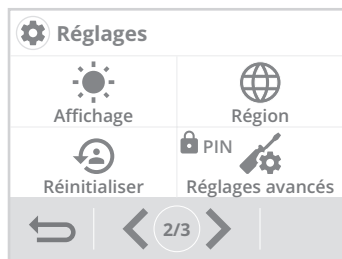 Réglages
Affichage
Région
PIN
Réinitialiser
Réglages avancés
2/3